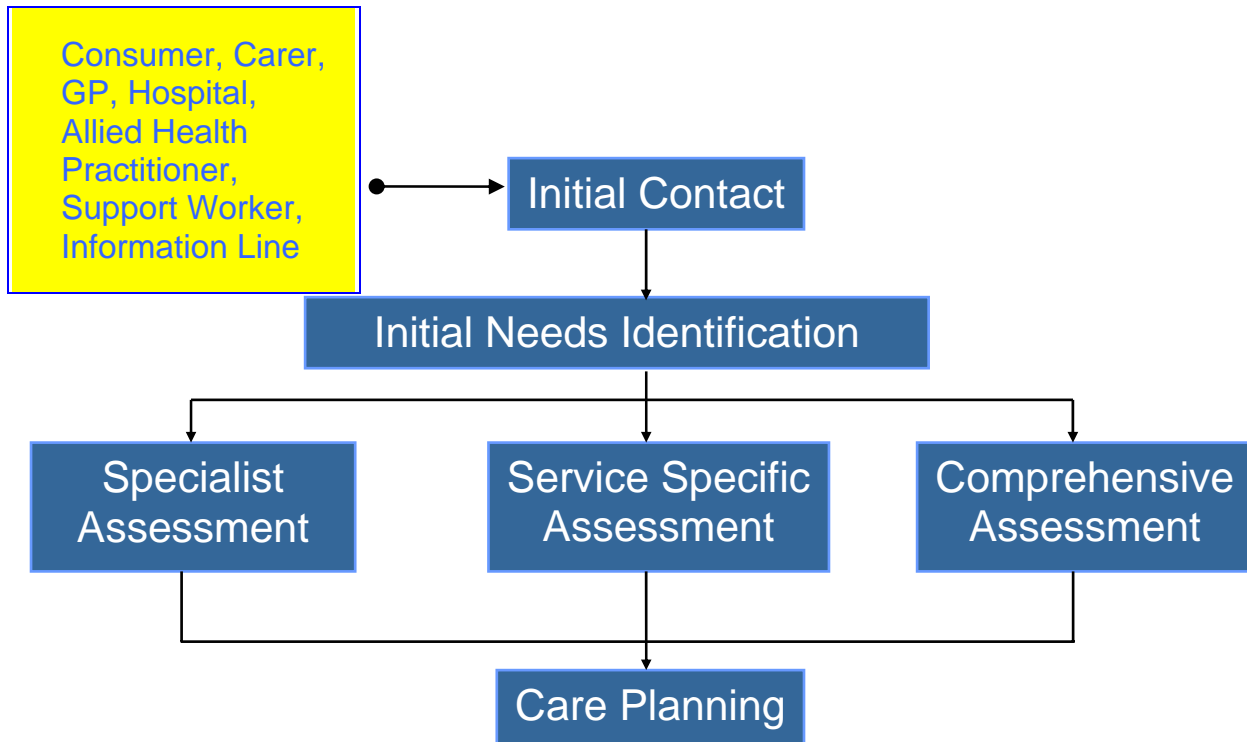 Consumer, Carer,
GP, Hospital,
Allied Health
Practitioner,
Support Worker,
Information Line
Initial Contact
Initial Needs Identification
Specialist
Assessment
Service Specific
Assessment
Comprehensive
Assessment
Care Planning